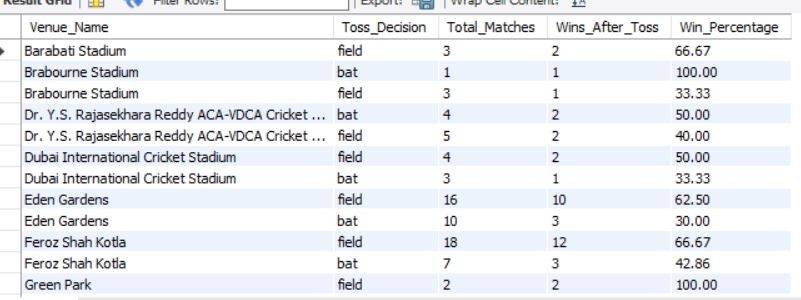 Result Grid Filter Rows: Export: Wrap Cell Content: IA
Venue_Name Toss_Decision Total_Matches Wins_After_Toss Win_Percentage
Barabati Stadium field 3 2 66.67
Brabourne Stadium bat 1 1 100.00
Brabourne Stadium field 3 1 33.33
Dr. Y.S. Rajasekhara Reddy ACA-VDCA Cricket ... bat 4 2 50.00
Dr. Y.S. Rajasekhara Reddy ACA-VDCA Cricket ... field 5 2 40.00
Dubai International Cricket Stadium field 4 2 50.00
Dubai International Cricket Stadium bat 3 1 33.33
Eden Gardens field 16 10 62.50
Eden Gardens bat 10 3 30.00
Feroz Shah Kotla field 18 12 66.67
Feroz Shah Kotla bat 7 3 42.86
Green Park field 2 2 100.00